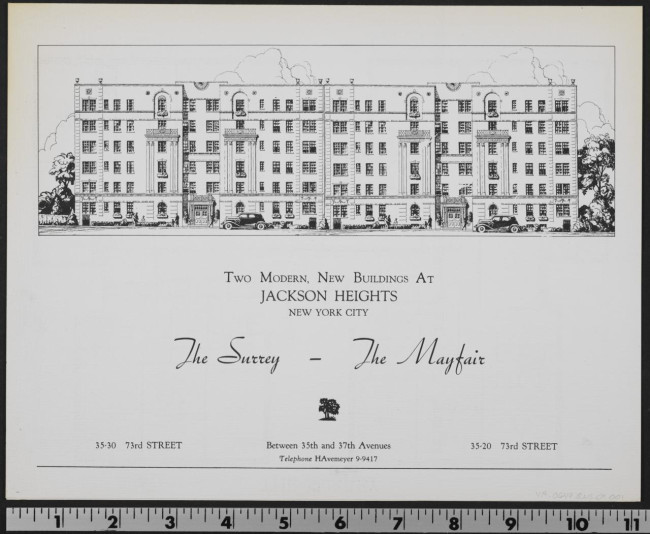 Two Modern, New Buildings At
JACKSON HEIGHTS
NEW YORK CITY
The Surrey – The Mayfair
35-30 73rd STREET
Between 35th and 37th Avenues
Telephone HAvemeyer 9-9417
35-20 73rd STREET
1 2 3 4 5 6 7 8 9 10 11